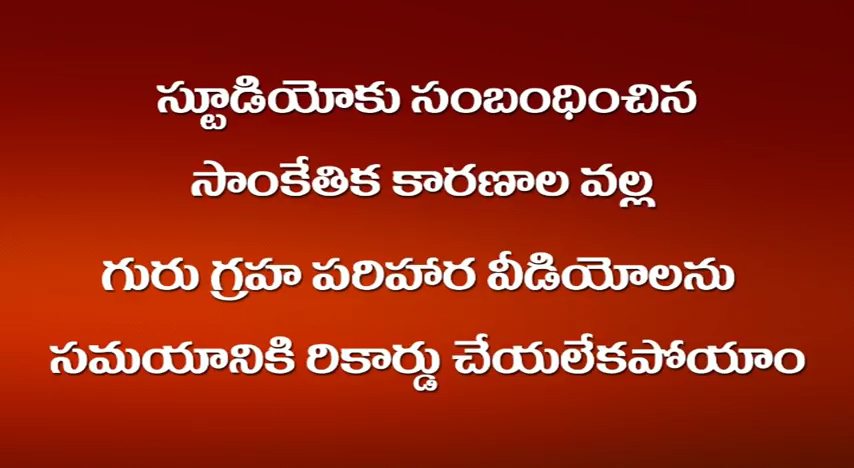 స్టూడియోకు సంబంధించిన
సాంకేతిక కారణాల వల్ల
గురు గ్రహ పరిహార వీడియోలను
సమయానికి రికార్డు చేయలేకపోయాం